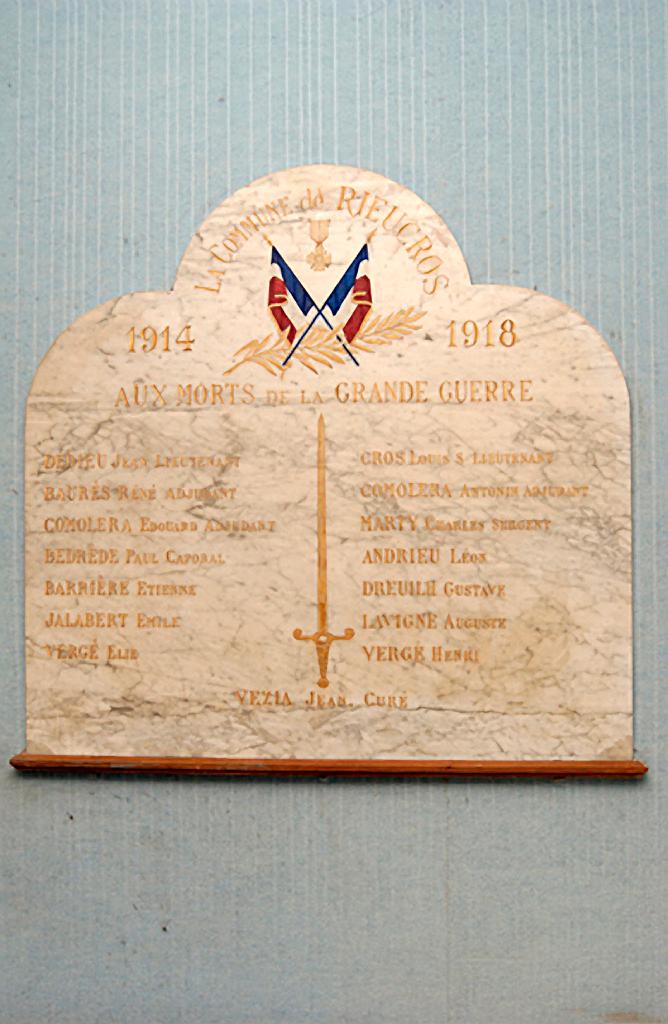 LA COMMUNE de RIEUCROS
1914 1918
AUX MORTS DE LA GRANDE GUERRE
DEDIEU JEAN LIEUTENANT
BAURÈS RÉNÉ ADJUDANT
COMOLERA EDOUARD ADJUDANT
BEDRÈDE PAUL CAPORAL
BARRIÈRE ETIENNE
JALABERT EMILE
VERGÉ ELIE
CROS LOUIS S LIEUTENANT
COMOLERA ANTONIN ADJUDANT
MARTY CHARLES SERGENT
ANDRIEU LÉON
DREUILH GUSTAVE
LAVIGNE AUGUSTE
VERGÉ HENRI
VEZIA JEAN. CURÉ